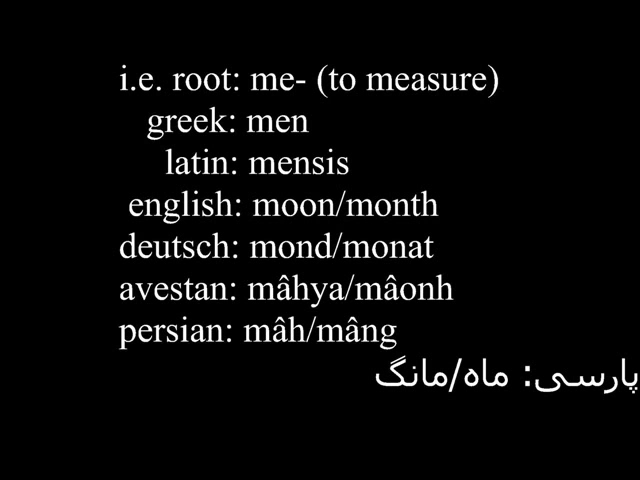 i.e. root: me- (to measure)
greek: men
latin: mensis
english: moon/month
deutsch: mond/monat
avestan: mâhya/mâonh
persian: mâh/mâng
پارسی: ماه/مانگ